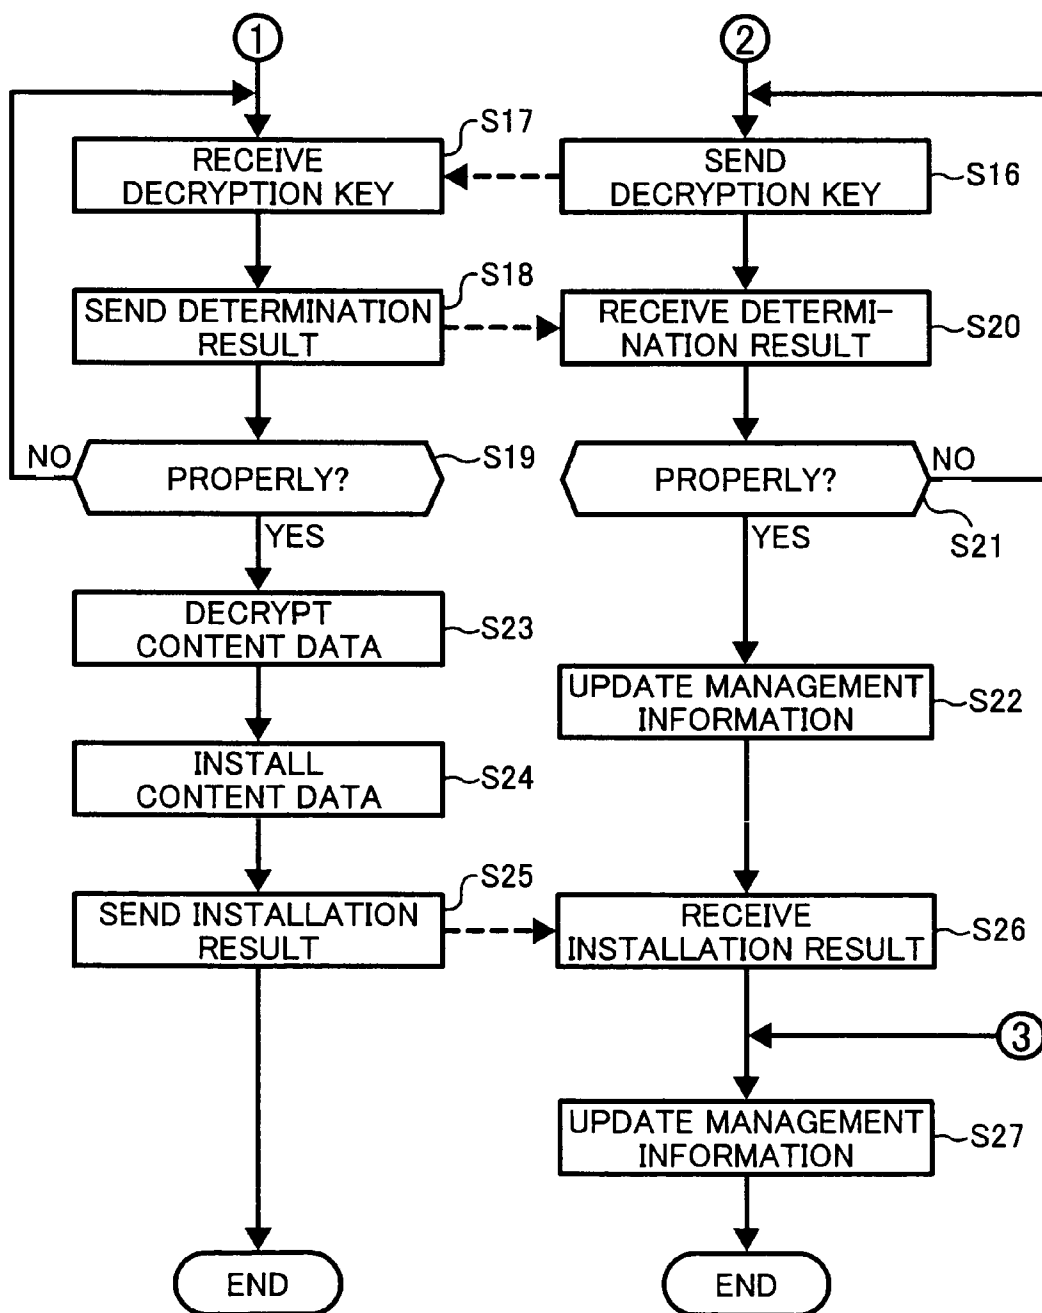 1
2
RECEIVE
DECRYPTION KEY
S17
SEND
DECRYPTION KEY
S16
SEND DETERMINATION
RESULT
S18
RECEIVE DETERMI-
NATION RESULT
S20
NO
PROPERLY?
S19
YES
PROPERLY?
NO
S21
YES
DECRYPT
CONTENT DATA
S23
UPDATE MANAGEMENT
INFORMATION
S22
INSTALL
CONTENT DATA
S24
SEND INSTALLATION
RESULT
S25
RECEIVE
INSTALLATION RESULT
S26
3
UPDATE MANAGEMENT
INFORMATION
S27
END
END